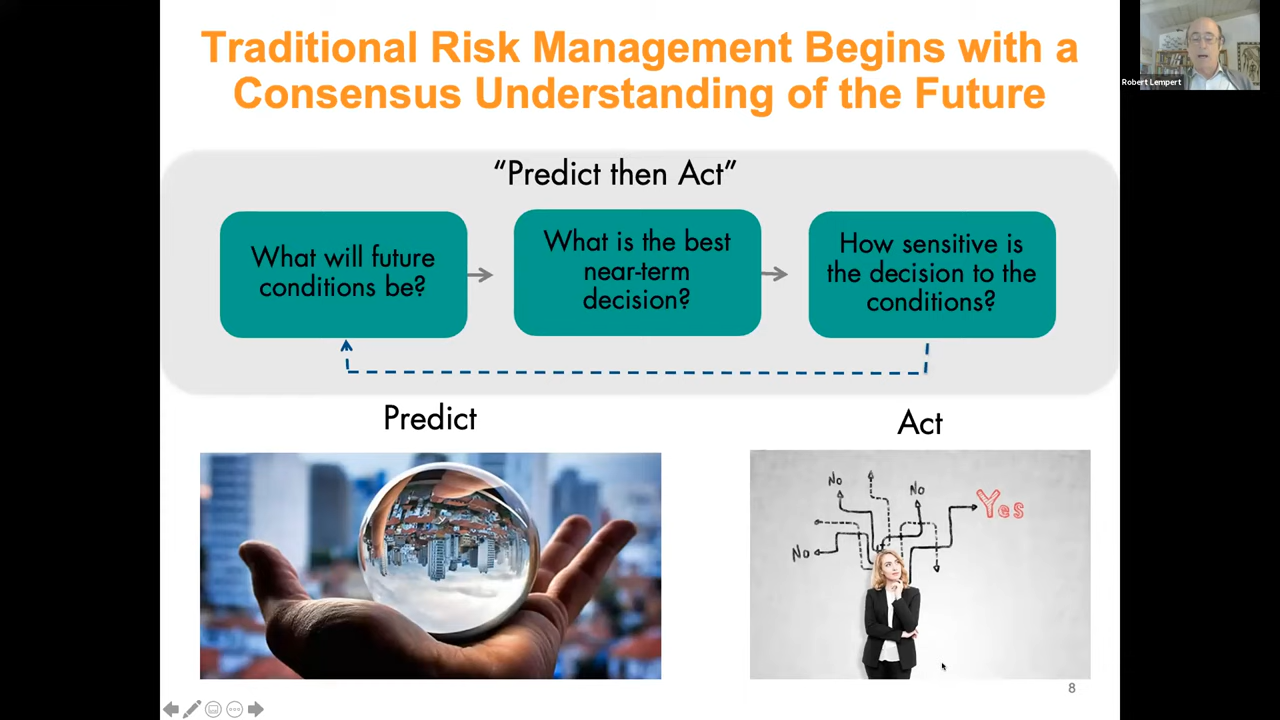 Traditional Risk Management Begins with a
Consensus Understanding of the Future
Robert Lempert
“Predict then Act”
What will future
conditions be?
What is the best
near-term
decision?
How sensitive is
the decision to the
conditions?
Predict
Act
No
No
Yes
No
8